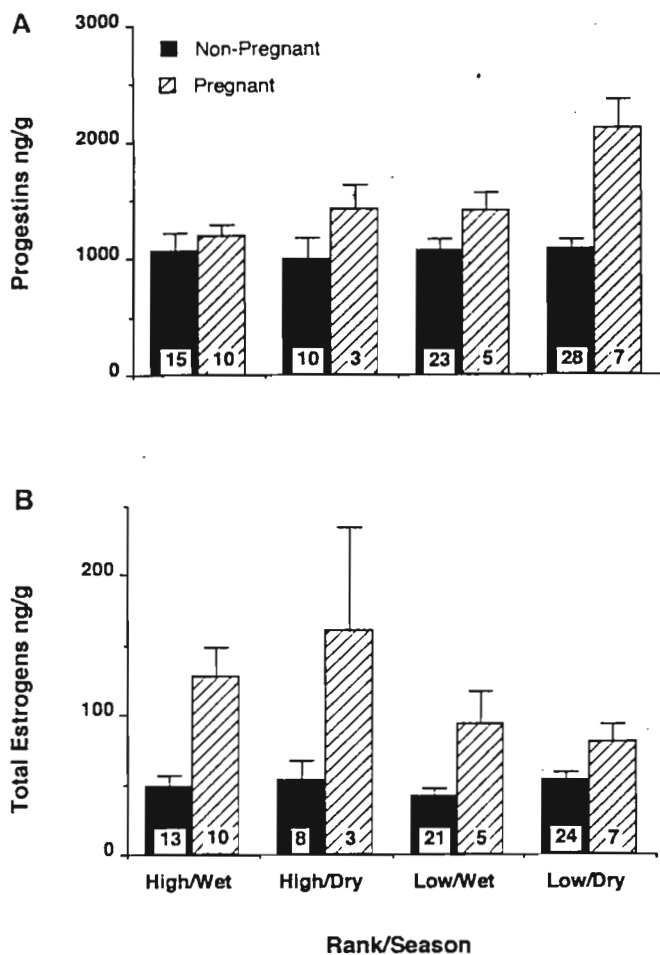 A
Progestins ng/g
3000
2000
1000
0
Non-Pregnant
Pregnant
15 10 10 3 23 5 28 7
B
Total Estrogens ng/g
200
100
0
13 10 8 3 21 5 24 7
High/Wet High/Dry Low/Wet Low/Dry
Rank/Season